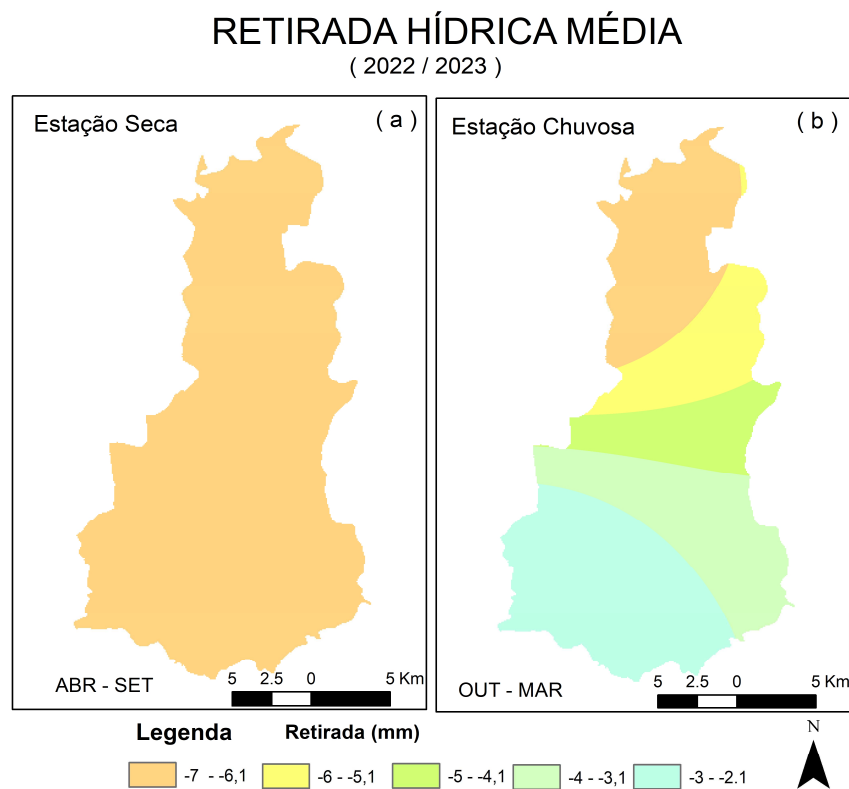 RETIRADA HÍDRICA MÉDIA
( 2022 / 2023 )
Estação Seca
( a )
ABR - SET
5 2.5 0 5 Km
Estação Chuvosa
( b )
OUT - MAR
5 2.5 0 5 Km
Legenda
Retirada (mm)
-7 - -6,1
-6 - -5,1
-5 - -4,1
-4 - -3,1
-3 - -2.1
N